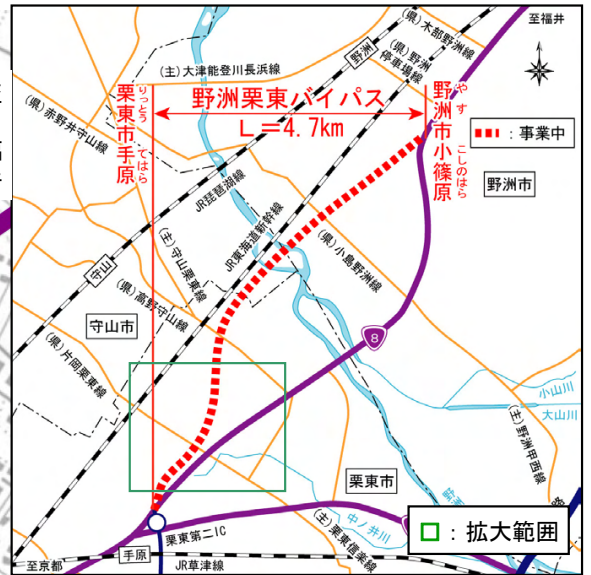 至福井
(県)木部野洲線
(県)野洲停車場線
野洲
(主)大津能登川長浜線
(県)赤野井守山線
りっとう てはら
栗東市手原
野洲栗東バイパス
L=4.7km
やす こしのはら
野洲市小篠原
:事業中
野洲市
JR琵琶湖線
JR東海道新幹線
(主)守山栗東線
(県)小島野洲線
守山
(県)高野守山線
守山市
(県)片岡栗東線
8
小山川
大山川
(主)野洲甲西線
栗東市
中ノ井川
(主)栗東信楽線
栗東第二IC
手原
至京都
JR草津線
:拡大範囲